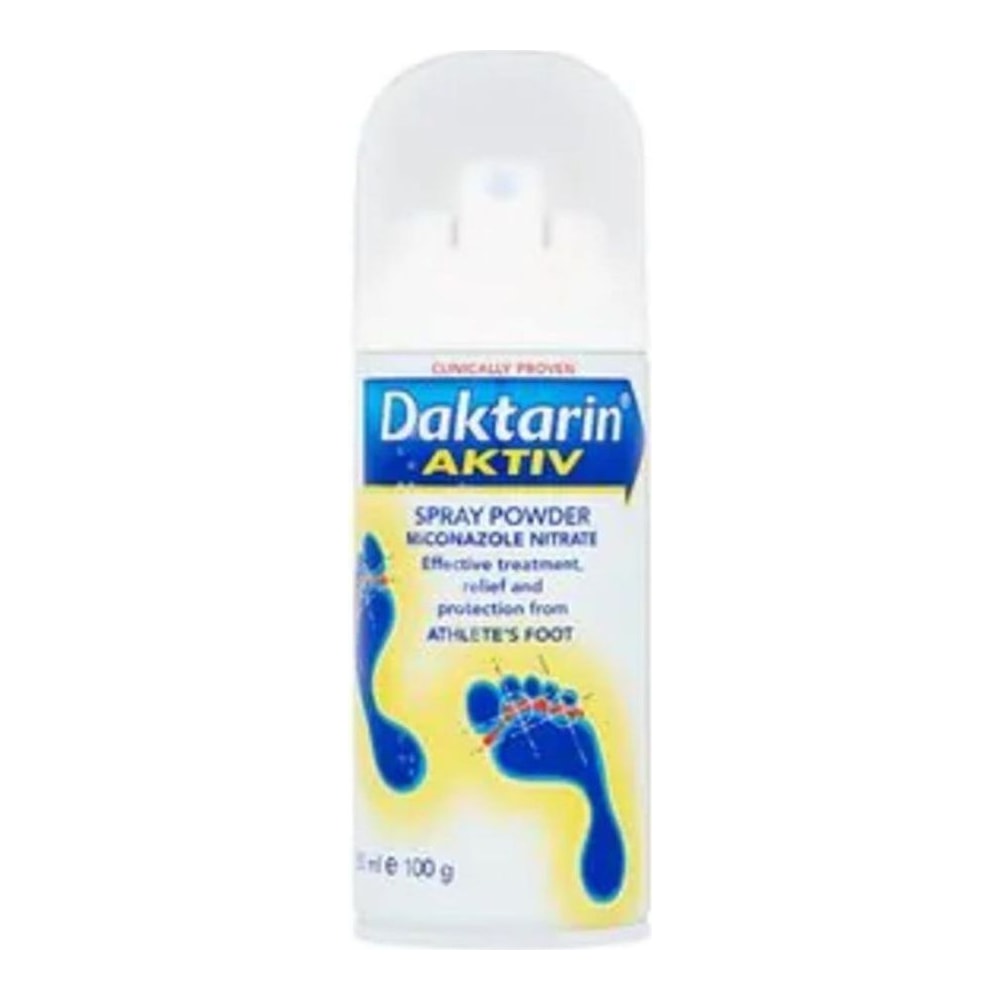 CLINICALLY PROVEN
Daktarin®
AKTIV
SPRAY POWDER
MICONAZOLE NITRATE
Effective treatment,
relief and
protection from
ATHLETE'S FOOT
ml e 100 g